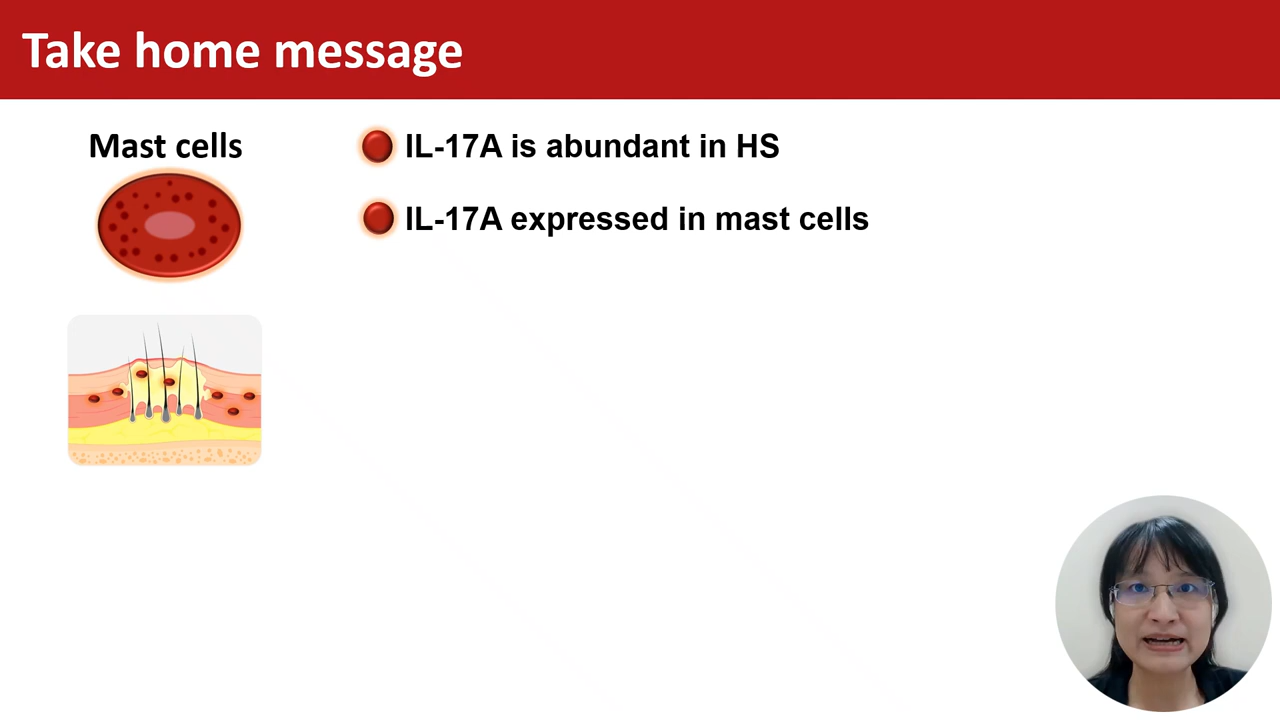 Take home message
Mast cells
IL-17A is abundant in HS
IL-17A expressed in mast cells